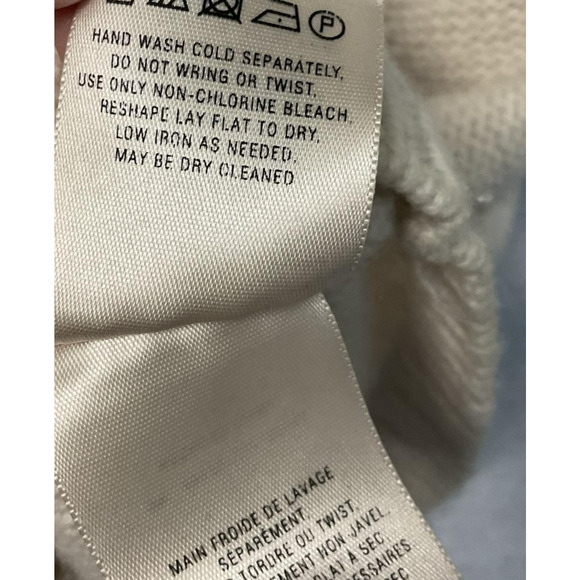 P
HAND WASH COLD SEPARATELY.
DO NOT WRING OR TWIST.
USE ONLY NON-CHLORINE BLEACH.
RESHAPE LAY FLAT TO DRY.
LOW IRON AS NEEDED.
MAY BE DRY CLEANED
MAIN FROIDE DE LAVAGE
SÉPARÉMENT.
TORDRE OU TWIST.
NON JAVEL.
PLAT A SEC